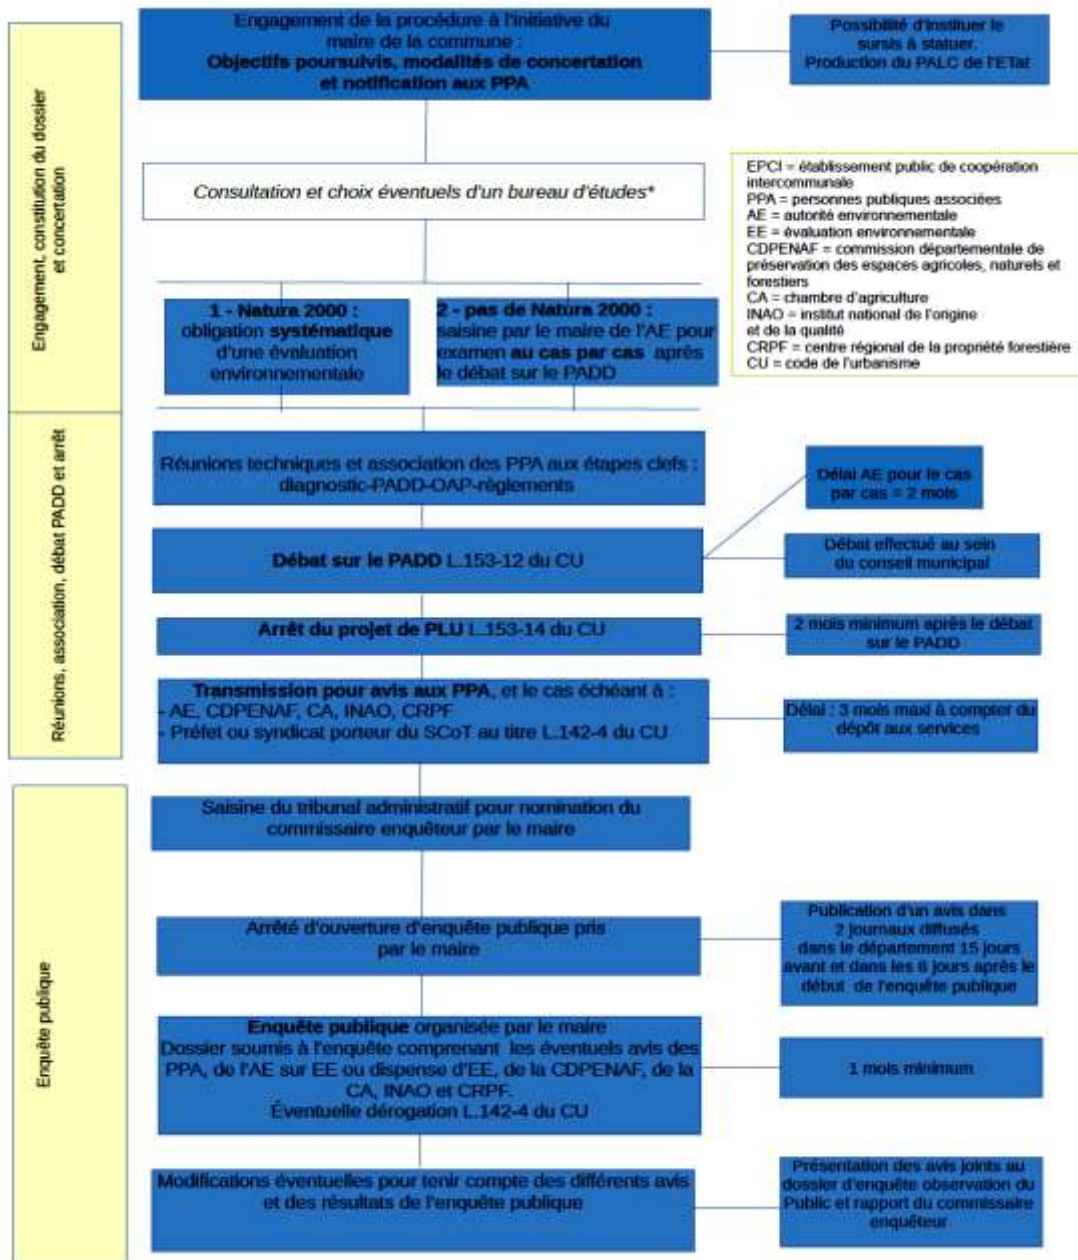 Engagement de la procédure à l'initiative du
maire de la commune :
Objectifs poursuivis, modalités de concertation
et notification aux PPA
Possibilité d'instituer le
sursis à statuer.
Production du PALC de l'ETat
Engagement, constitution du dossier
et concertation
Consultation et choix éventuels d'un bureau d'études*
EPCI = établissement public de coopération
intercommunale
PPA = personnes publiques associées
AE = autorité environnementale
EE = évaluation environnementale
CDPENAF = commission départementale de
préservation des espaces agricoles, naturels et
forestiers
CA = chambre d'agriculture
INAO = institut national de l'origine
et de la qualité
CRPF = centre régional de la propriété forestière
CU = code de l'urbanisme
1 - Natura 2000 :
obligation systématique
d'une évaluation
environnementale
2 - pas de Natura 2000 :
saisine par le maire de l'AE pour
examen au cas par cas après
le débat sur le PADD
Réunions, association, débat PADD et arrêt
Réunions techniques et association des PPA aux étapes clefs :
diagnostic-PADD-OAP-règlements
Délai AE pour le cas
par cas = 2 mois
Débat sur le PADD L.153-12 du CU
Débat effectué au sein
du conseil municipal
Arrêt du projet de PLU L.153-14 du CU
2 mois minimum après le débat
sur le PADD
Transmission pour avis aux PPA, et le cas échéant à :
- AE, CDPENAF, CA, INAO, CRPF
- Préfet ou syndicat porteur du SCoT au titre L.142-4 du CU
Délai : 3 mois maxi à compter du
dépôt aux services
Enquête publique
Saisine du tribunal administratif pour nomination du
commissaire enquêteur par le maire
Arrêté d'ouverture d'enquête publique pris
par le maire
Publication d'un avis dans
2 journaux diffusés
dans le département 15 jours
avant et dans les 8 jours après le
début de l'enquête publique
Enquête publique organisée par le maire
Dossier soumis à l'enquête comprenant les éventuels avis des
PPA, de l'AE sur EE ou dispense d'EE, de la CDPENAF, de la
CA, INAO et CRPF.
Éventuelle dérogation L.142-4 du CU
1 mois minimum
Modifications éventuelles pour tenir compte des différents avis
et des résultats de l'enquête publique
Présentation des avis joints au
dossier d'enquête observation du
Public et rapport du commissaire
enquêteur